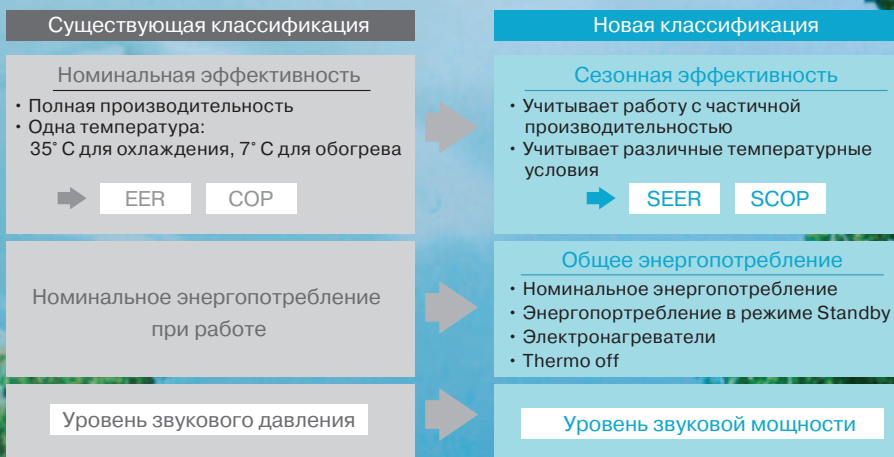 Существующая классификация
Номинальная эффективность
• Полная производительность
• Одна температура:
35° C для охлаждения, 7° C для обогрева
EER COP
Номинальное энергопотребление
при работе
Уровень звукового давления
Новая классификация
Сезонная эффективность
• Учитывает работу с частичной
производительностью
• Учитывает различные температурные
условия
SEER SCOP
Общее энергопотребление
• Номинальное энергопотребление
• Энергопортребление в режиме Standby
• Электронагреватели
• Thermo off
Уровень звуковой мощности